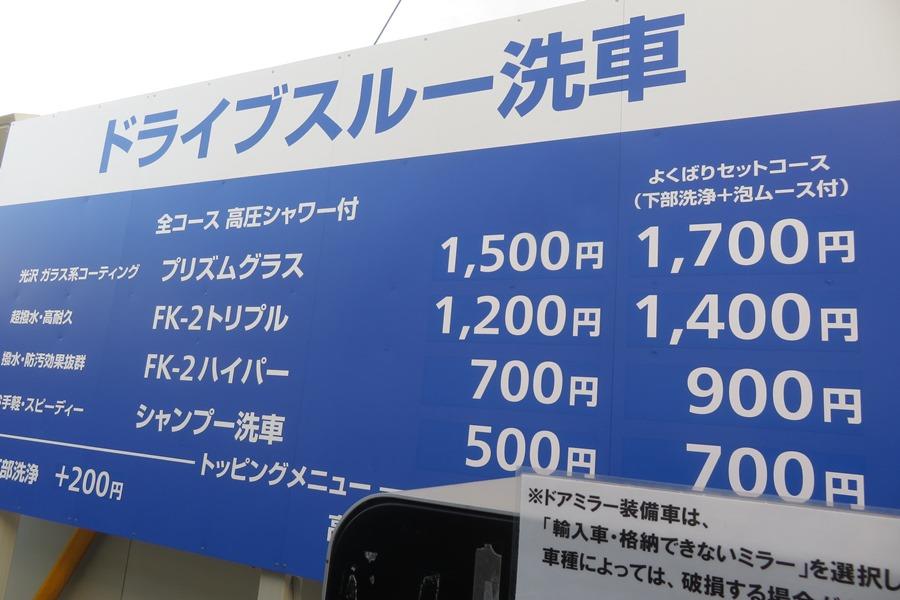 ドライブスルー洗車
よくばりセットコース
(下部洗浄+泡ムース付)
全コース 高圧シャワー付
光沢 ガラス系コーティング プリズムグラス 1,500円 1,700円
超撥水・高耐久 FK-2トリプル 1,200円 1,400円
撥水・防汚効果抜群 FK-2ハイパー 700円 900円
手軽・スピーディー シャンプー洗車 500円 700円
トッピングメニュー
部洗浄 +200円
※ドアミラー装備車は、
「輸入車・格納できないミラー」を選択し
車種によっては、破損する場合が